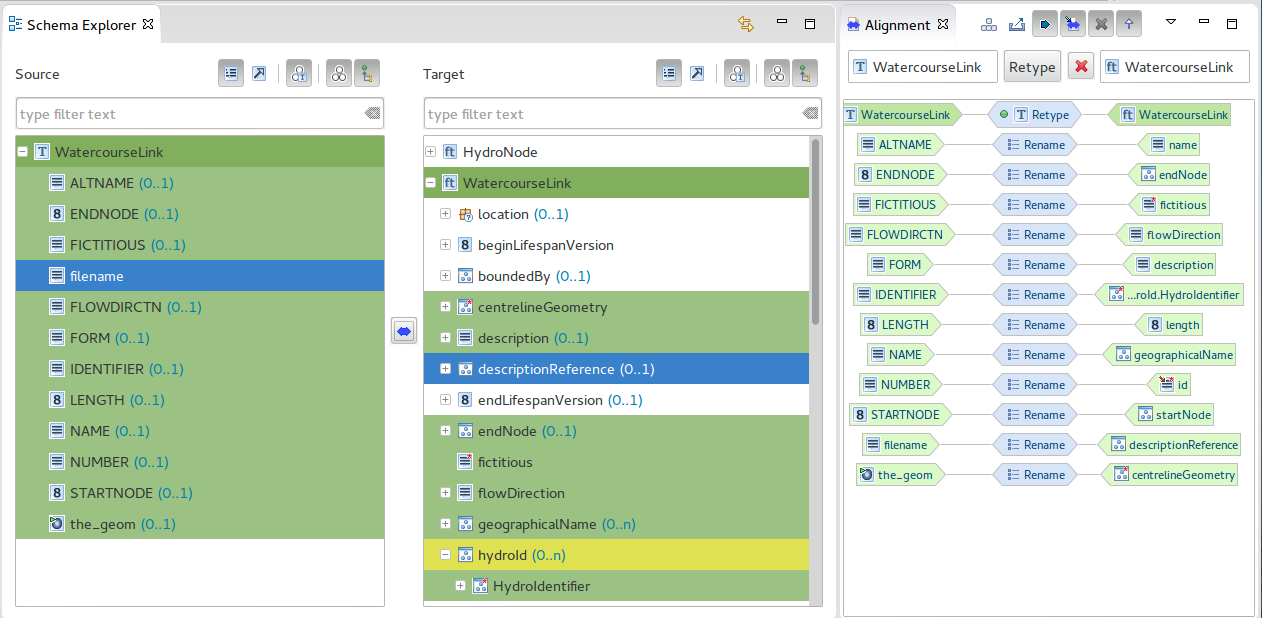 Schema Explorer
Source
type filter text
WatercourseLink
ALTNAME (0..1)
ENDNODE (0..1)
FICTITIOUS (0..1)
filename
FLOWDIRCTN (0..1)
FORM (0..1)
IDENTIFIER (0..1)
LENGTH (0..1)
NAME (0..1)
NUMBER (0..1)
STARTNODE (0..1)
the_geom (0..1)
Target
type filter text
HydroNode
WatercourseLink
location (0..1)
beginLifespanVersion
boundedBy (0..1)
centrelineGeometry
description (0..1)
descriptionReference (0..1)
endLifespanVersion (0..1)
endNode (0..1)
fictitious
flowDirection
geographicalName (0..n)
hydroId (0..n)
HydroIdentifier
Alignment
WatercourseLink Retype WatercourseLink
WatercourseLink Retype WatercourseLink
ALTNAME Rename name
ENDNODE Rename endNode
FICTITIOUS Rename fictitious
FLOWDIRCTN Rename flowDirection
FORM Rename description
IDENTIFIER Rename ...roId.HydroIdentifier
LENGTH Rename length
NAME Rename geographicalName
NUMBER Rename id
STARTNODE Rename startNode
filename Rename descriptionReference
the_geom Rename centrelineGeometry